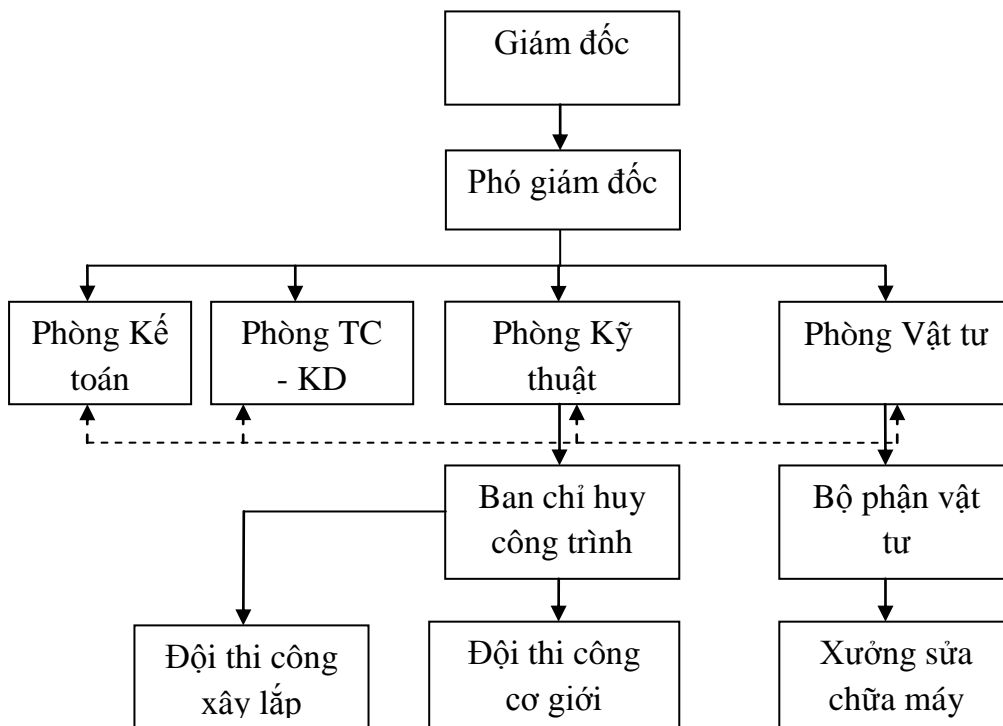 Giám đốc
Phó giám đốc
Phòng Kế
toán
Phòng TC
- KD
Phòng Kỹ
thuật
Phòng Vật tư
Ban chỉ huy
công trình
Bộ phận vật
tư
Đội thi công
xây lắp
Đội thi công
cơ giới
Xưởng sửa
chữa máy